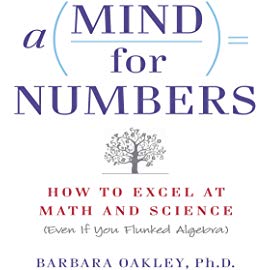 a (MIND) =
for
NUMBERS
HOW TO EXCEL AT
MATH AND SCIENCE
(Even If You Flunked Algebra)
BARBARA OAKLEY, Ph.D.